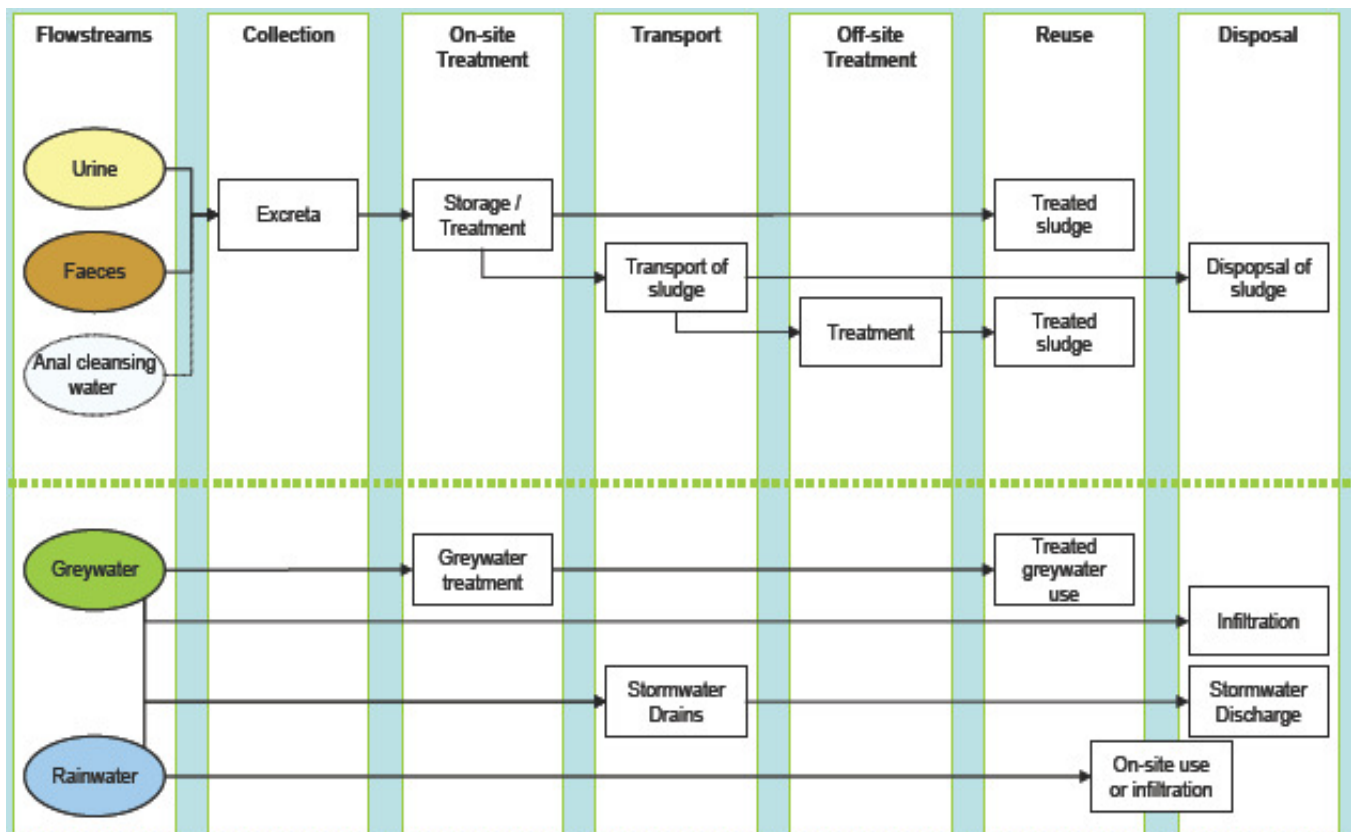 Flowstreams
Collection
On-site
Treatment
Transport
Off-site
Treatment
Reuse
Disposal
Urine
Faeces
Anal cleansing
water
Excreta
Storage /
Treatment
Treated
sludge
Transport of
sludge
Dispopsal of
sludge
Treatment
Treated
sludge
Greywater
Greywater
treatment
Treated
greywater
use
Infiltration
Stormwater
Drains
Stormwater
Discharge
Rainwater
On-site use
or infiltration